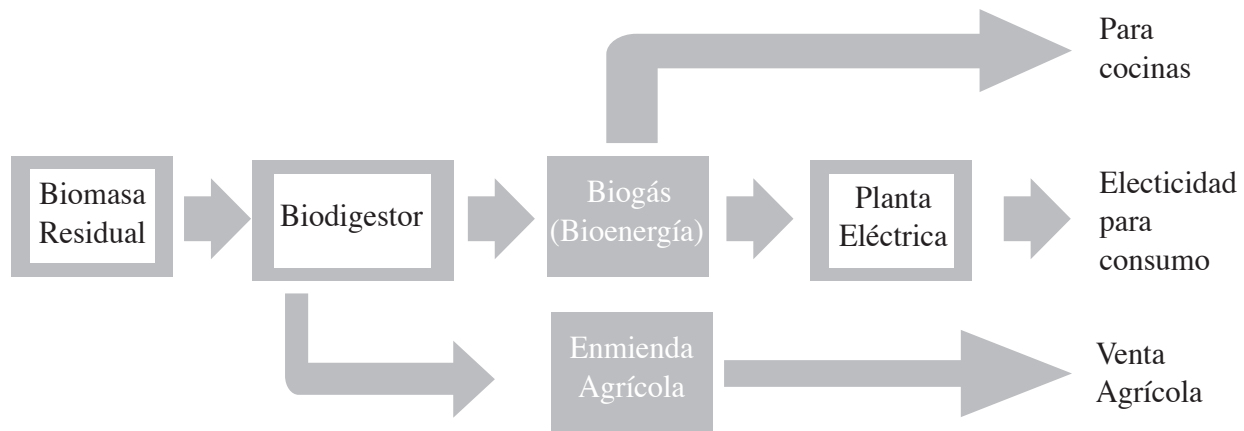 Para
cocinas
Biomasa
Residual
Biodigestor
Biogás
(Bioenergía)
Planta
Eléctrica
Electicidad
para
consumo
Enmienda
Agrícola
Venta
Agrícola